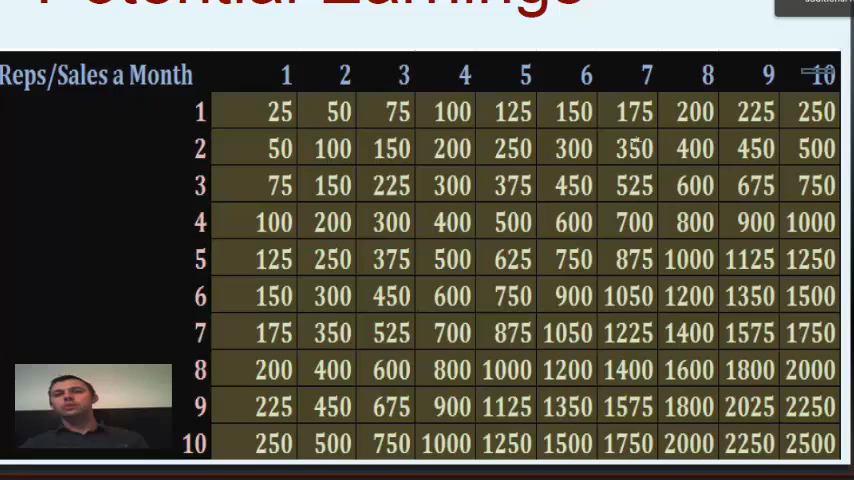 Potential Earnings
Reps/Sales a Month 1 2 3 4 5 6 7 8 9 10
1 25 50 75 100 125 150 175 200 225 250
2 50 100 150 200 250 300 350 400 450 500
3 75 150 225 300 375 450 525 600 675 750
4 100 200 300 400 500 600 700 800 900 1000
5 125 250 375 500 625 750 875 1000 1125 1250
6 150 300 450 600 750 900 1050 1200 1350 1500
7 175 350 525 700 875 1050 1225 1400 1575 1750
8 200 400 600 800 1000 1200 1400 1600 1800 2000
9 225 450 675 900 1125 1350 1575 1800 2025 2250
10 250 500 750 1000 1250 1500 1750 2000 2250 2500